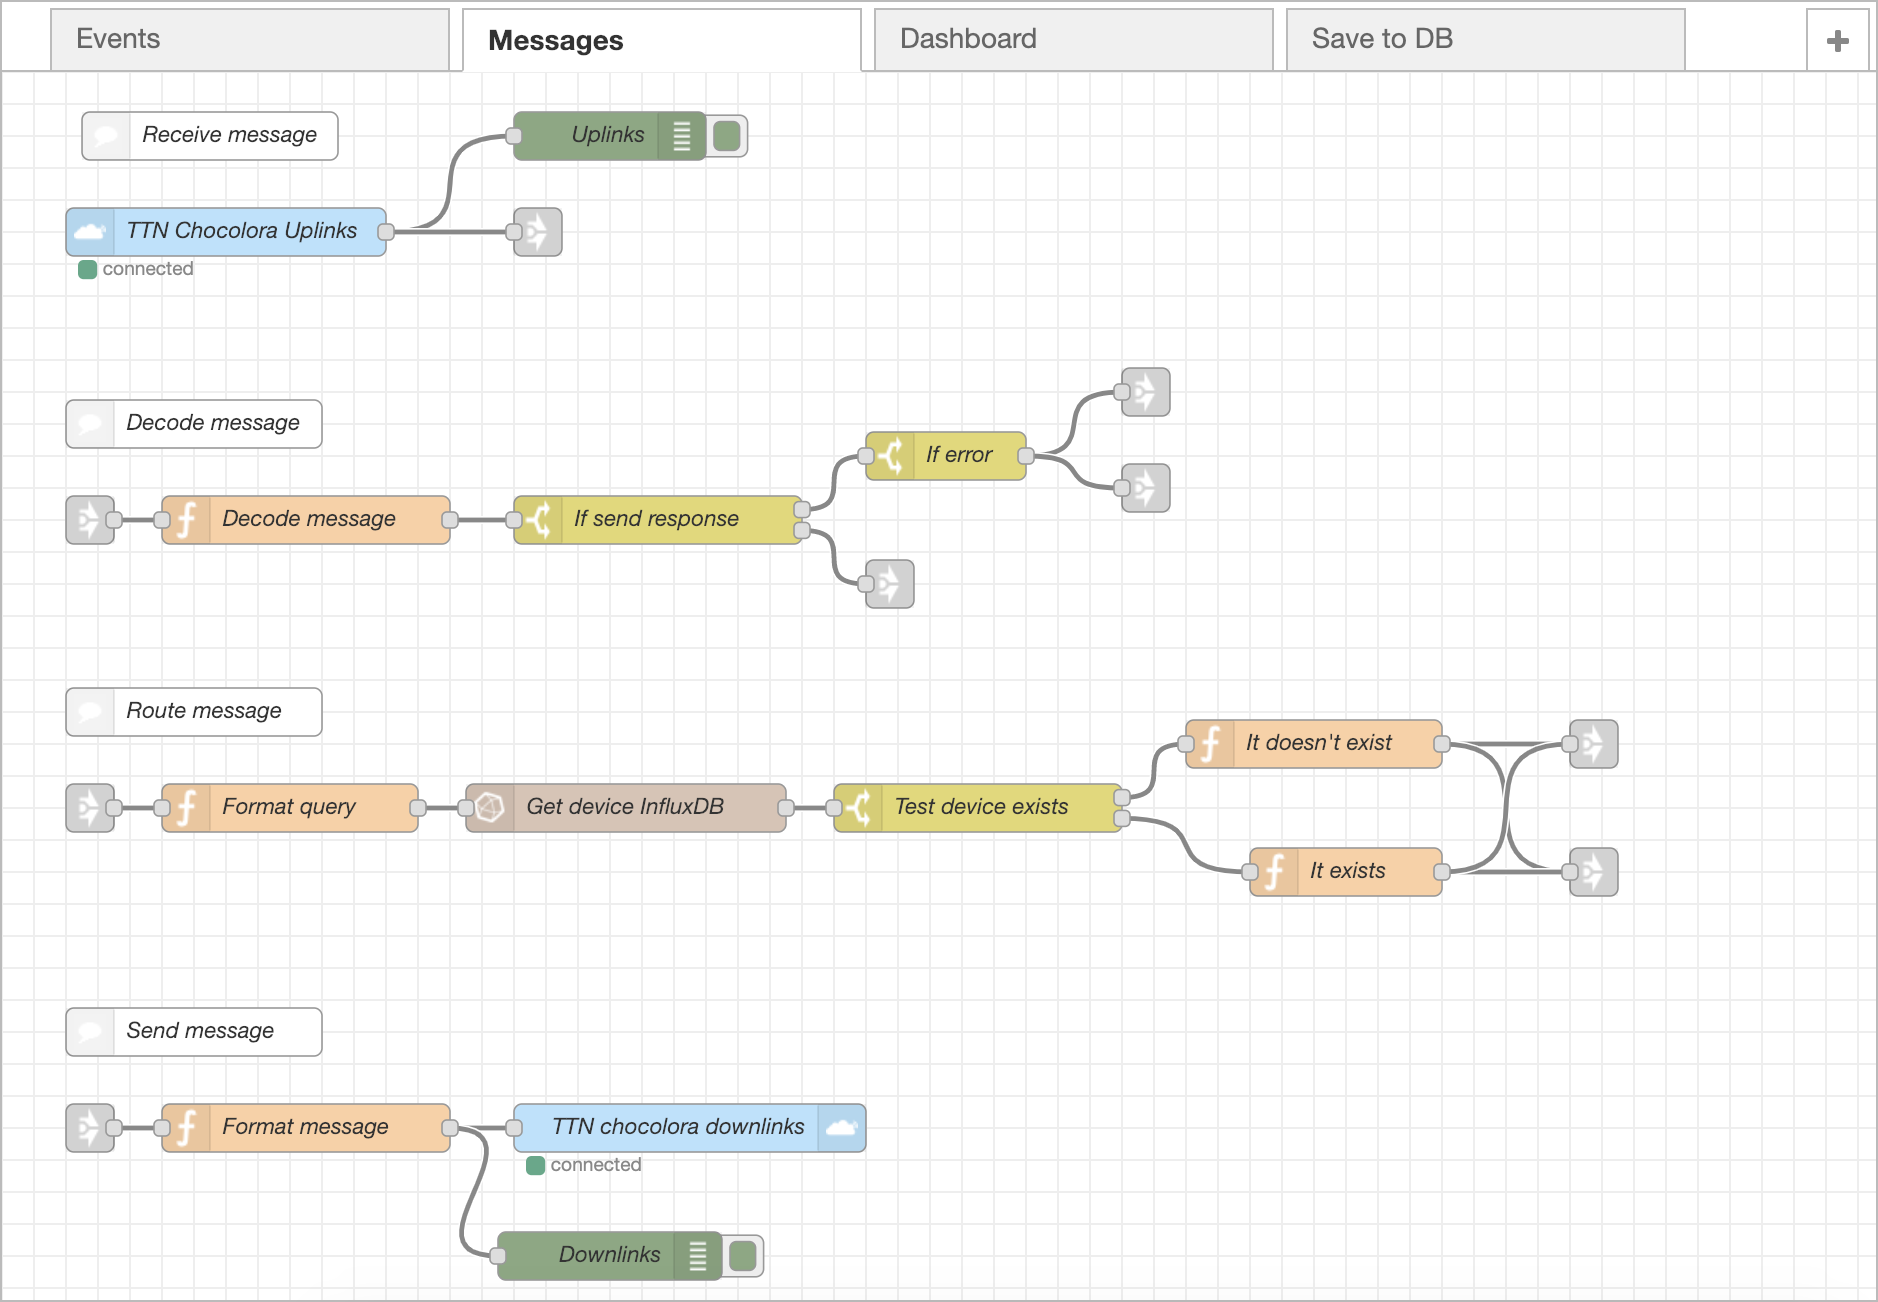 Events
Messages
Dashboard
Save to DB
Receive message
Uplinks
TTN Chocolora Uplinks
connected
Decode message
If error
Decode message
If send response
Route message
It doesn't exist
Format query
Get device InfluxDB
Test device exists
It exists
Send message
Format message
TTN chocolora downlinks
connected
Downlinks